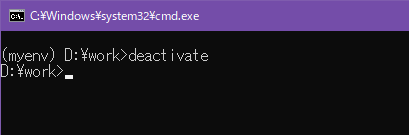 C:\Windows\system32\cmd.exe
(myenv) D:¥work>deactivate
D:¥work>